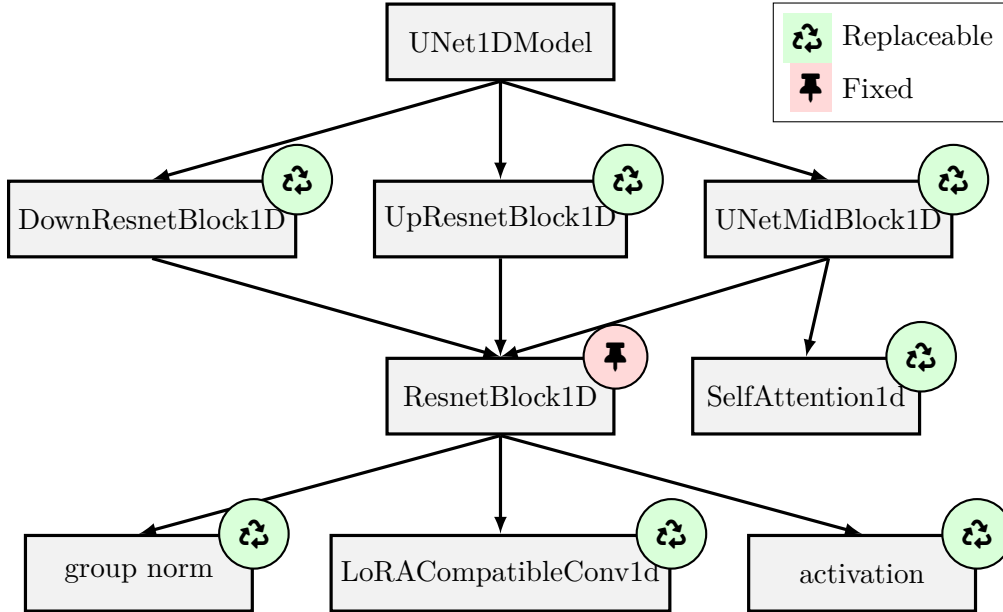 UNet1DModel
Replaceable
Fixed
DownResnetBlock1D
UpResnetBlock1D
UNetMidBlock1D
ResnetBlock1D
SelfAttention1d
group norm
LoRACompatibleConv1d
activation